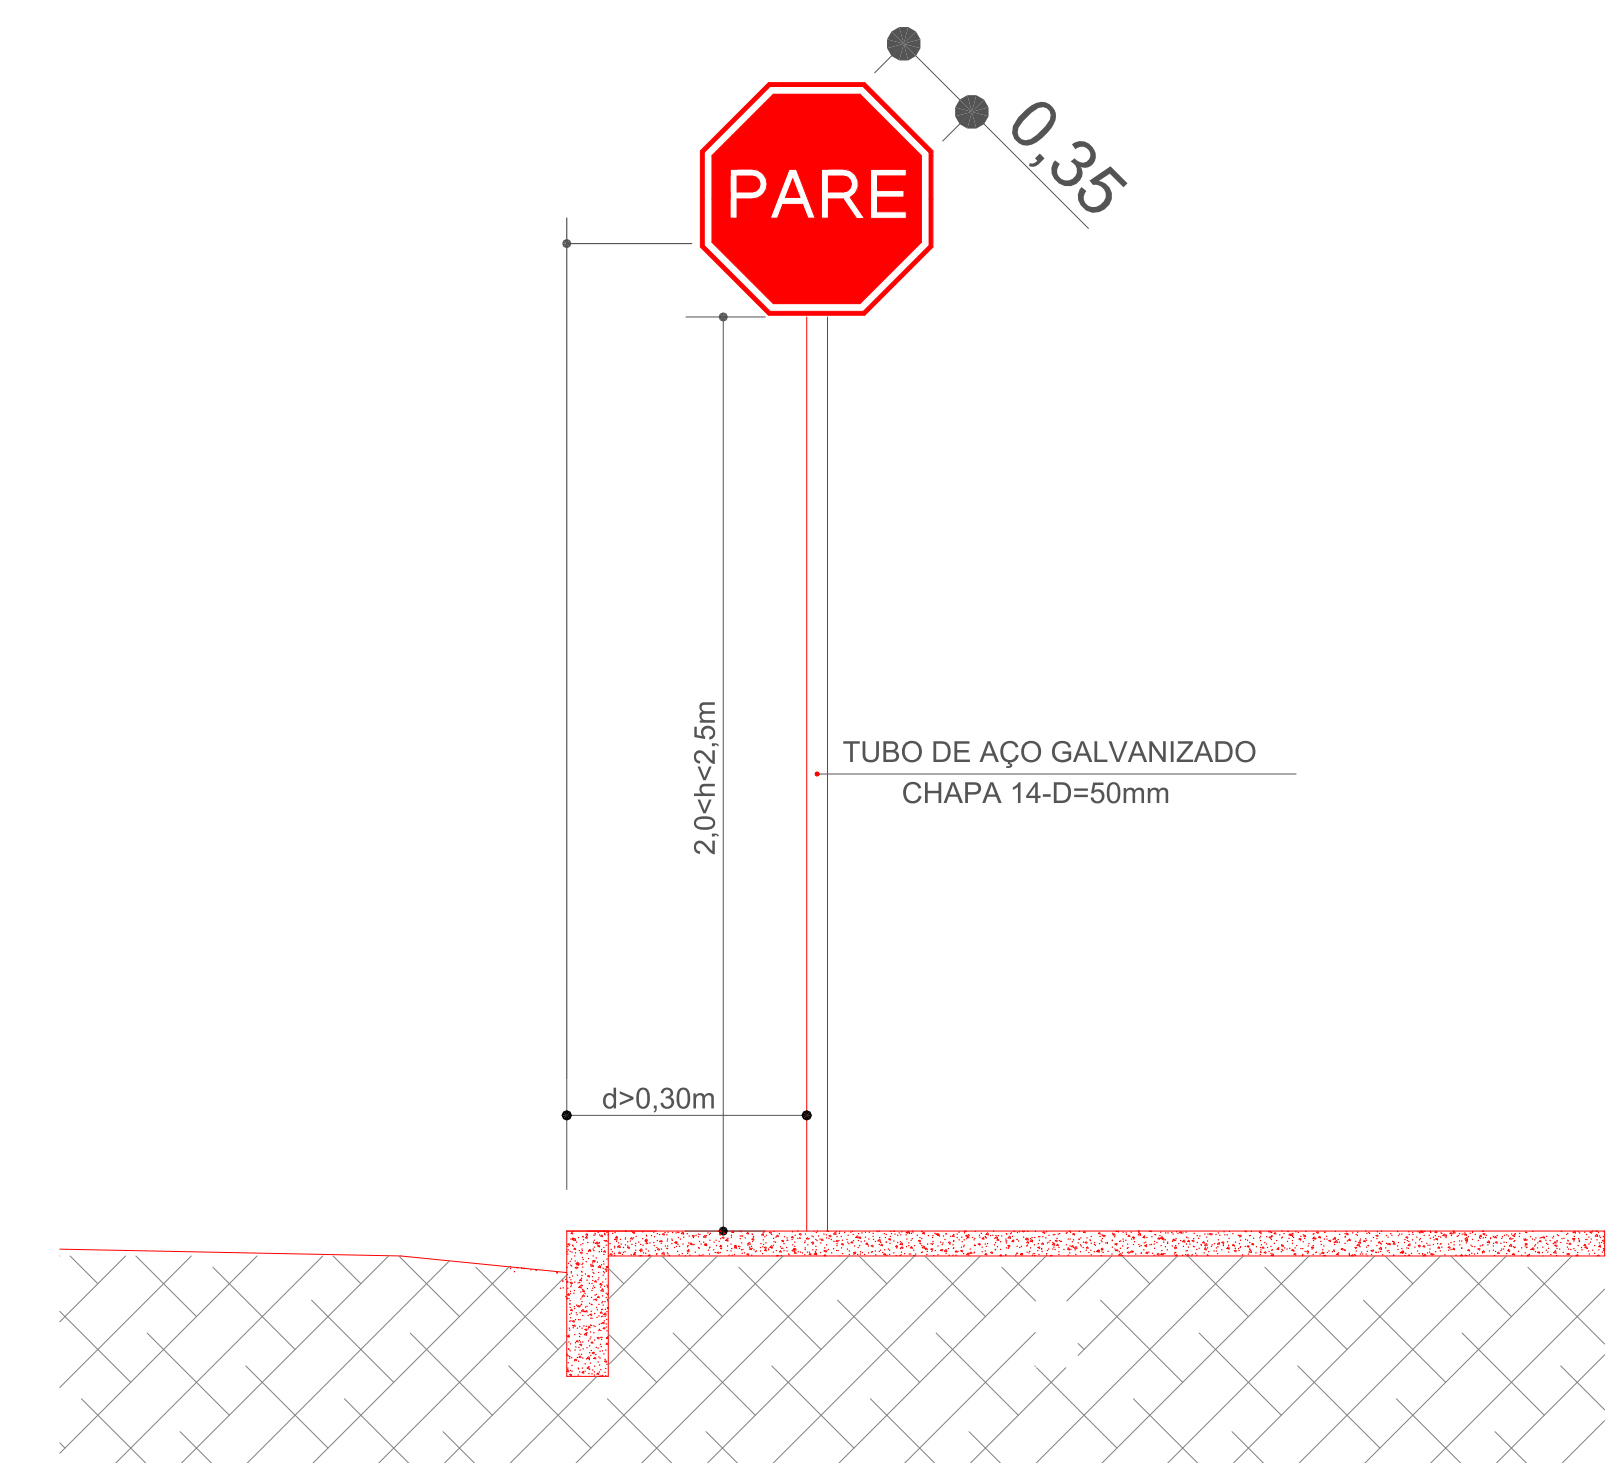 0,35
PARE
2,0<h<2,5m
TUBO DE AÇO GALVANIZADO
CHAPA 14-D=50mm
d>0,30m